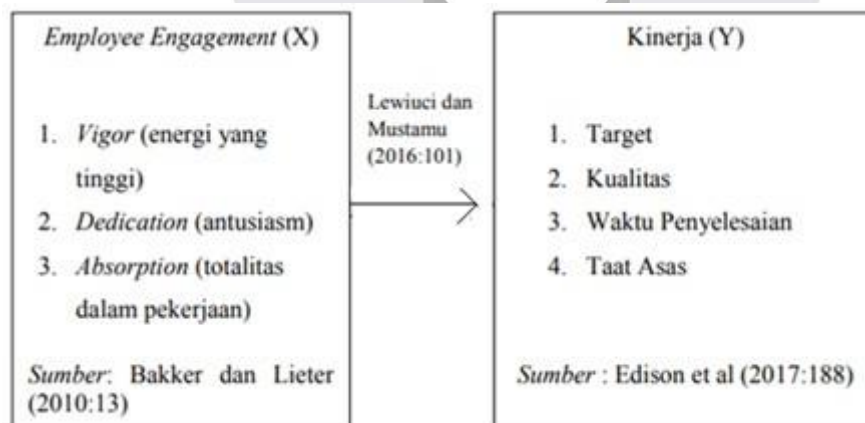 Employee Engagement (X)
1. Vigor (energi yang
tinggi)
2. Dedication (antusiasm)
3. Absorption (totalitas
dalam pekerjaan)
Sumber: Bakker dan Lieter
(2010:13)
Lewiuci dan
Mustamu
(2016:101)
Kinerja (Y)
1. Target
2. Kualitas
3. Waktu Penyelesaian
4. Taat Asas
Sumber : Edison et al (2017:188)